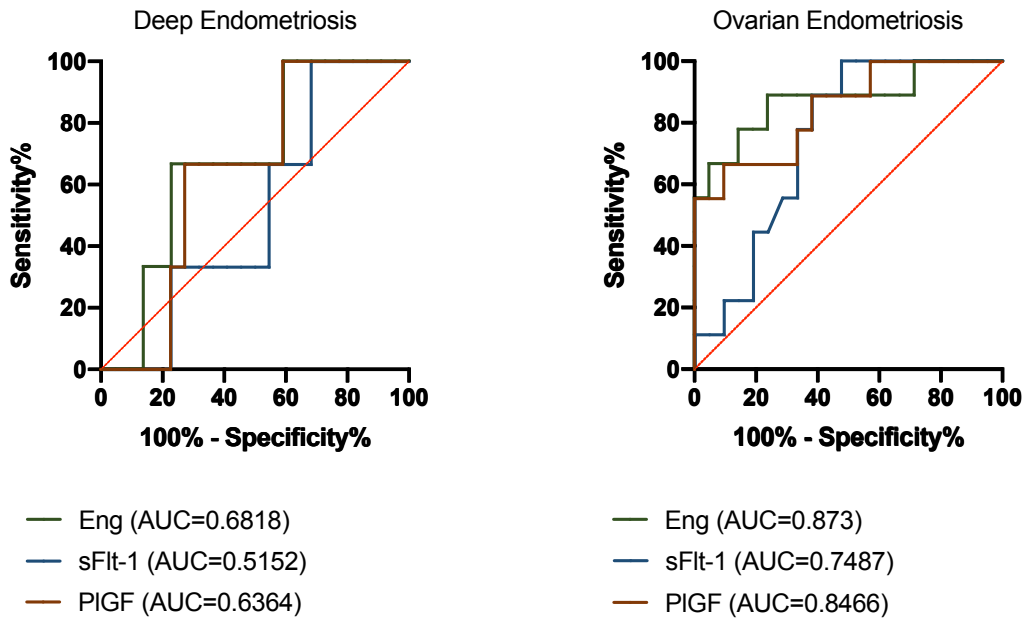 Deep Endometriosis
100
80
60
40
20
0
Sensitivity%
0 20 40 60 80 100
100% - Specificity%
Eng (AUC=0.6818)
sFlt-1 (AUC=0.5152)
PlGF (AUC=0.6364)
Ovarian Endometriosis
100
80
60
40
20
0
Sensitivity%
0 20 40 60 80 100
100% - Specificity%
Eng (AUC=0.873)
sFlt-1 (AUC=0.7487)
PlGF (AUC=0.8466)